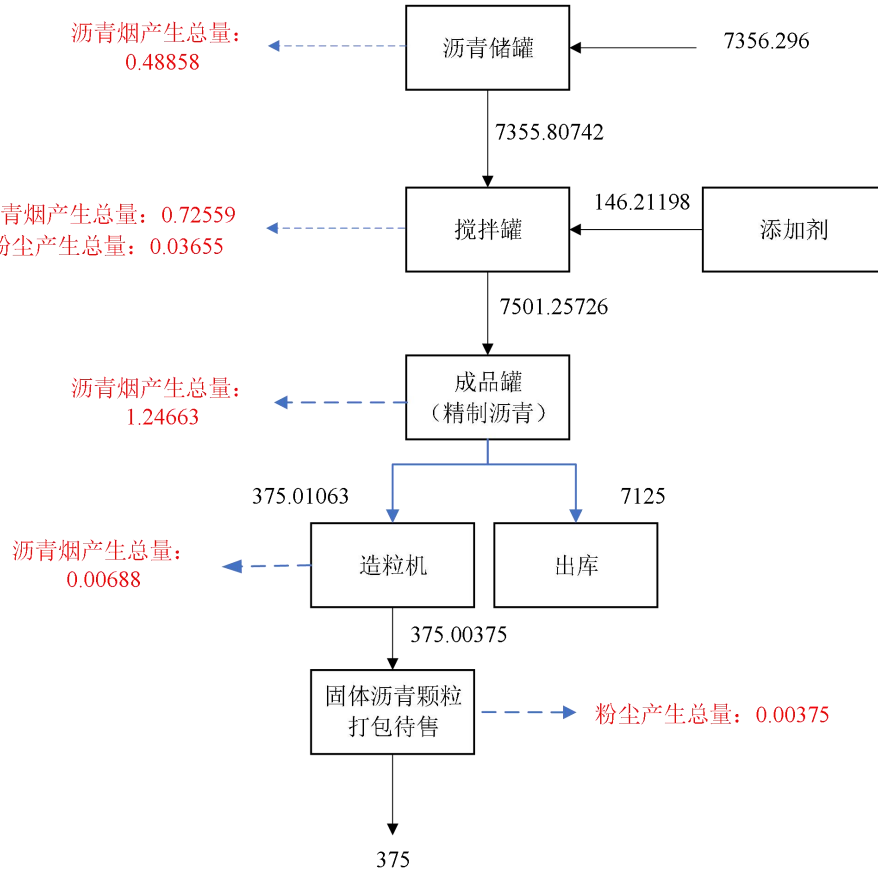 沥青烟产生总量：
0.48858
沥青储罐
7356.296
7355.80742
青烟产生总量：0.72559
粉尘产生总量：0.03655
搅拌罐
146.21198
添加剂
7501.25726
沥青烟产生总量：
1.24663
成品罐
（精制沥青）
375.01063
7125
沥青烟产生总量：
0.00688
造粒机
出库
375.00375
固体沥青颗粒
打包待售
粉尘产生总量：0.00375
375